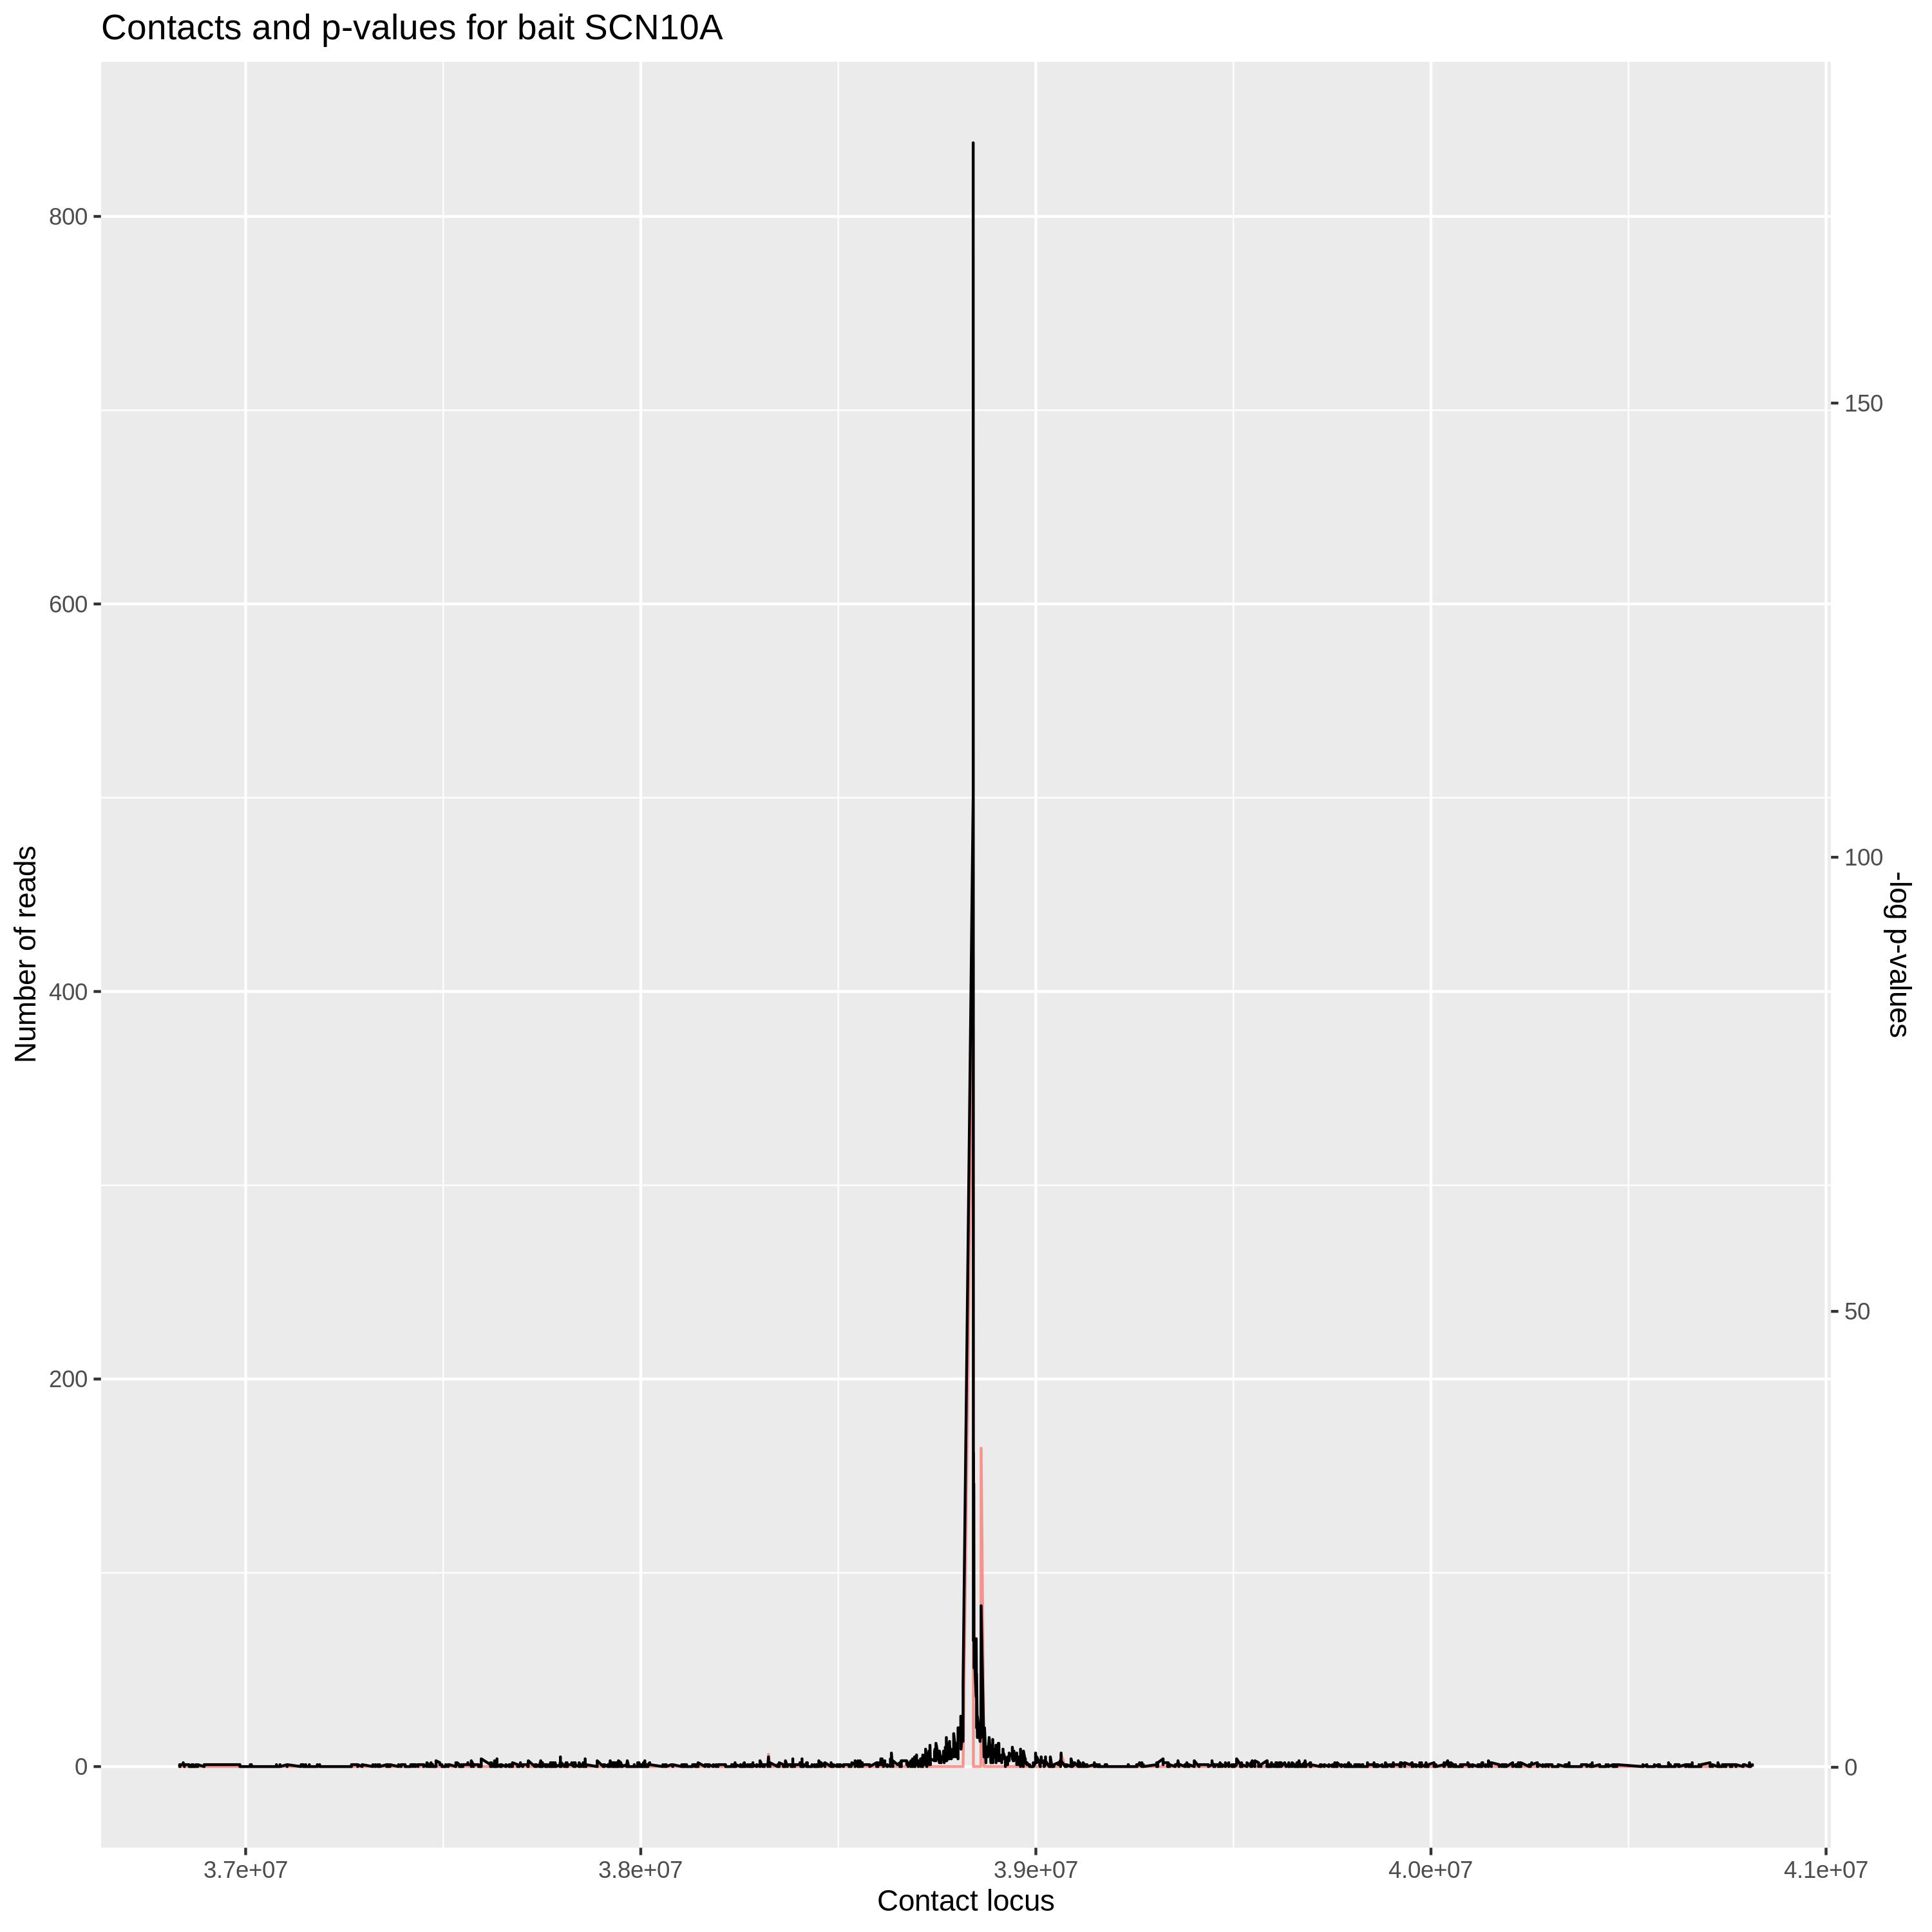 Contacts and p-values for bait SCN10A
800
600
400
200
0
Number of reads
150
100
50
0
-log p-values
3.7e+07
3.8e+07
3.9e+07
4.0e+07
4.1e+07
Contact locus